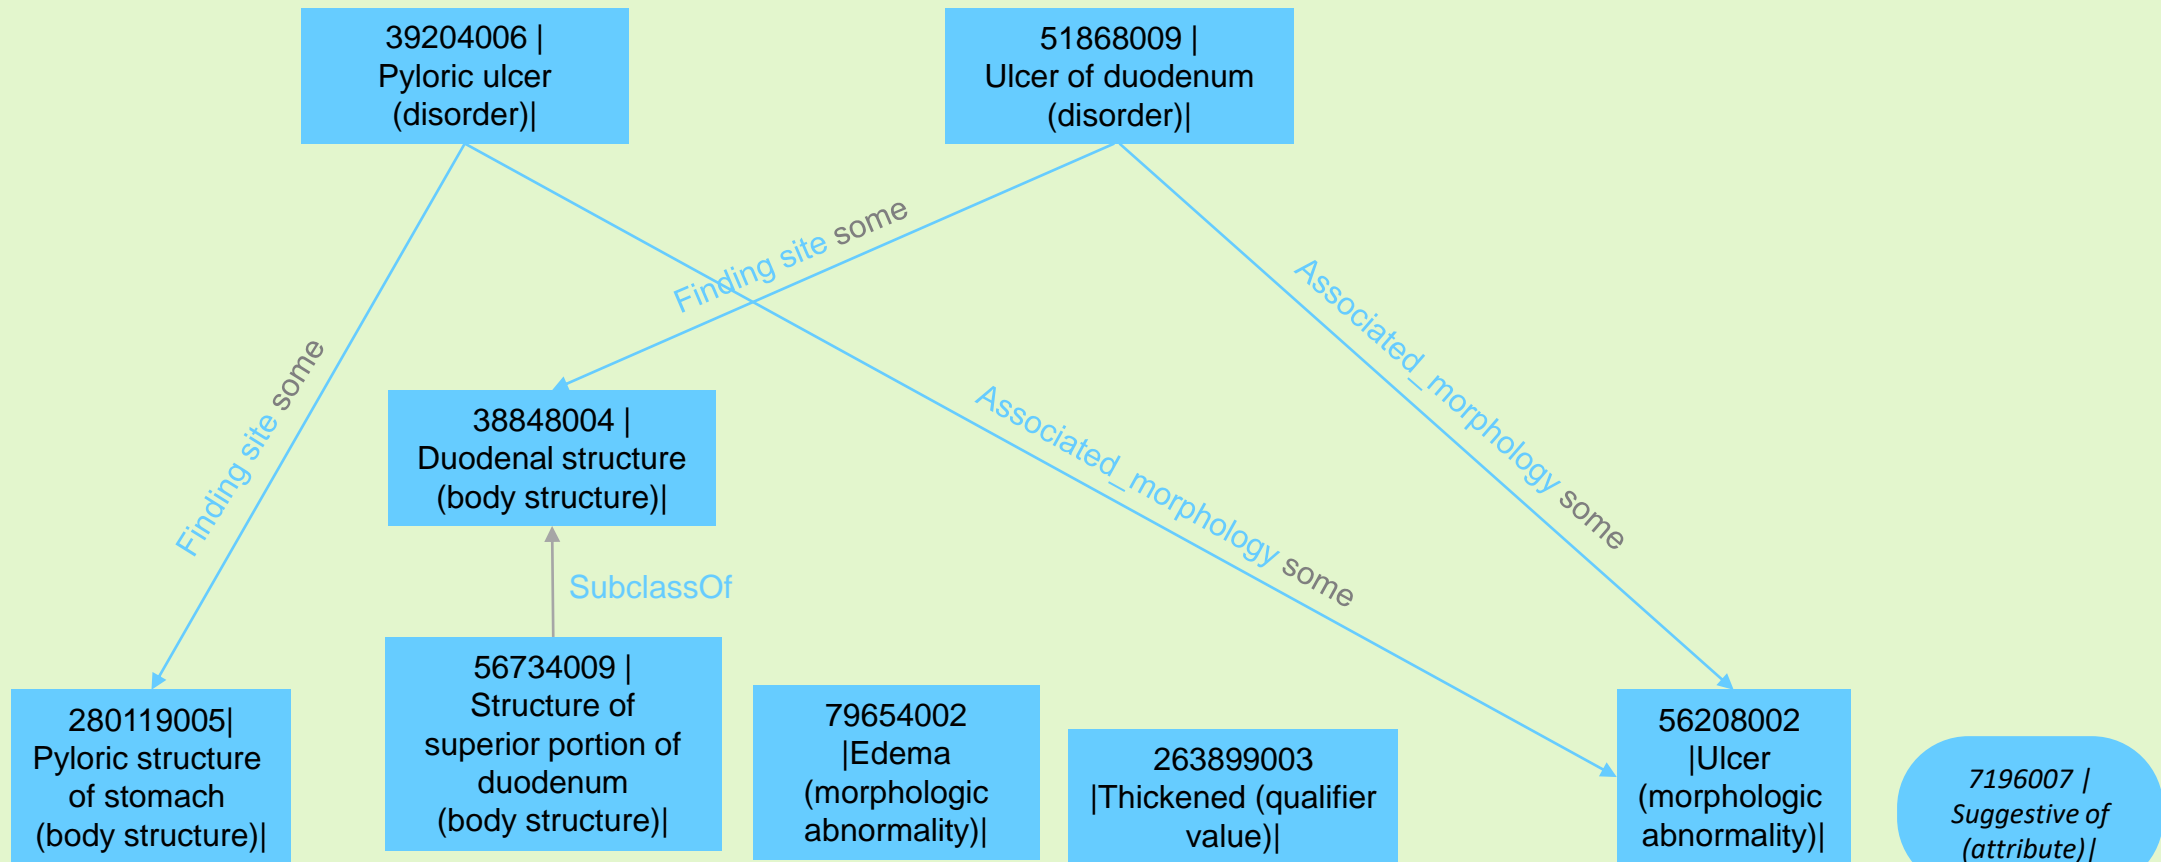 39204006 |
Pyloric ulcer
(disorder)|
51868009 |
Ulcer of duodenum
(disorder)|
Finding site some
Finding site some
Associated_morphology some
Associated_morphology some
38848004 |
Duodenal structure
(body structure)|
SubclassOf
280119005|
Pyloric structure
of stomach
(body structure)|
56734009 |
Structure of
superior portion of
duodenum
(body structure)|
79654002
|Edema
(morphologic
abnormality)|
263899003
|Thickened (qualifier
value)|
56208002
|Ulcer
(morphologic
abnormality)|
7196007 |
Suggestive of
(attribute)|